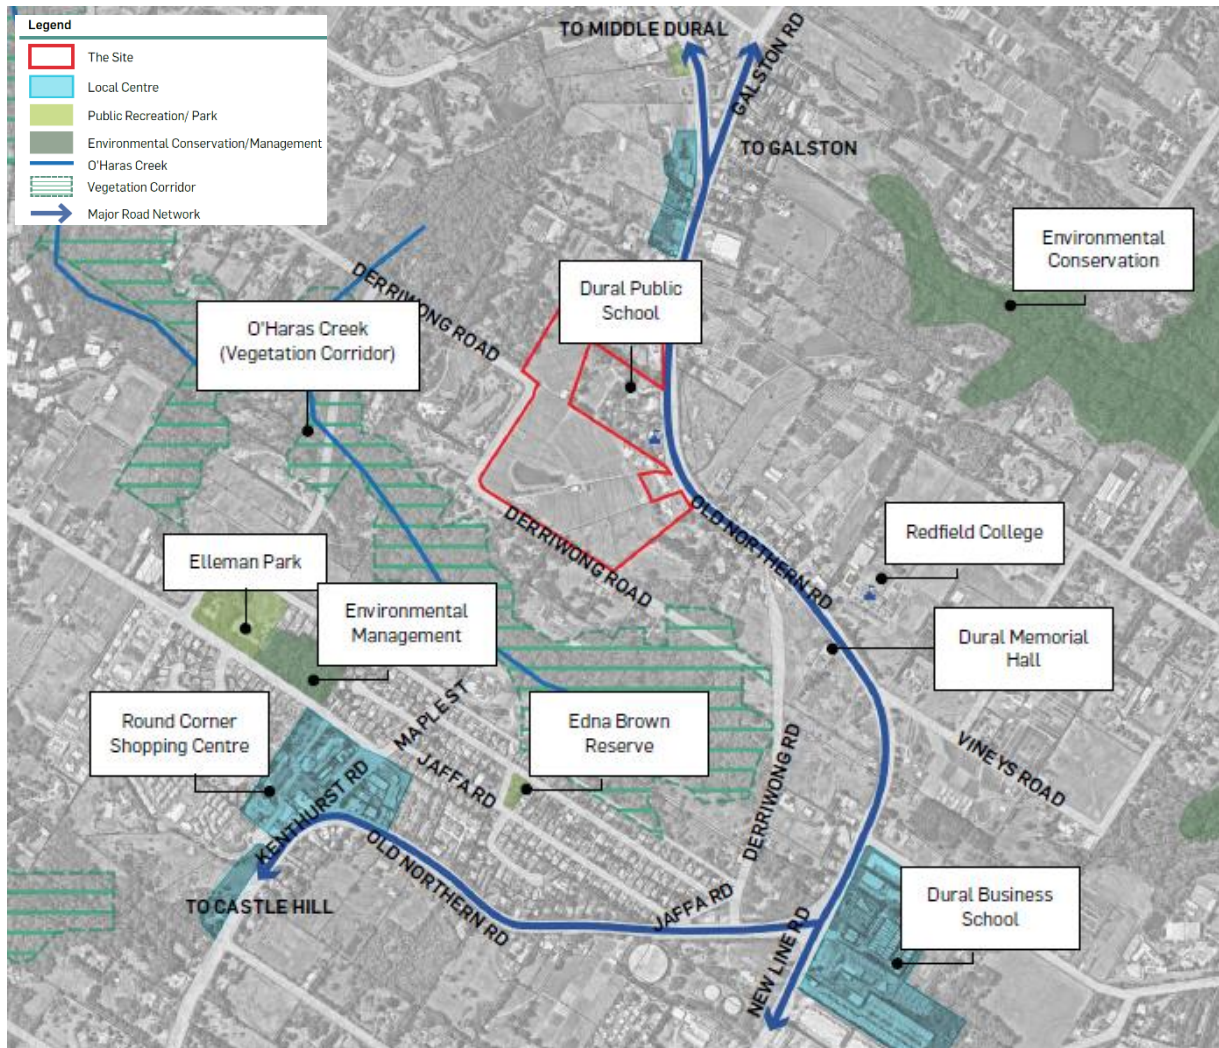 Legend
The Site
Local Centre
Public Recreation/ Park
Environmental Conservation/Management
O'Haras Creek
Vegetation Corridor
Major Road Network
TO MIDDLE DURAL
GALSTON RD
TO GALSTON
Environmental
Conservation
DERRIWONG ROAD
Dural Public
School
O'Haras Creek
(Vegetation Corridor)
OLD NORTHERN RD
DERRIWONG ROAD
Redfield College
Elleman Park
Environmental
Management
Dural Memorial
Hall
Round Corner
Shopping Centre
MAPLE ST
Edna Brown
Reserve
JAFFA RD
VINEYS ROAD
DERRIWONG RD
KENTHURST RD
OLD NORTHERN RD
TO CASTLE HILL
JAFFA RD
NEW LINE RD
Dural Business
School